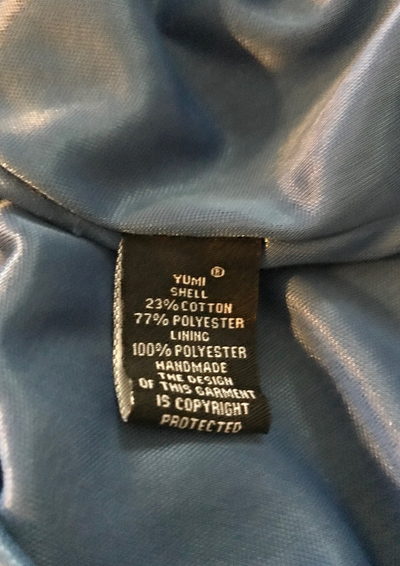 YUMI ®
SHELL
23% COTTON
77% POLYESTER
LINING
100% POLYESTER
HANDMADE
THE DESIGN
OF THIS GARMENT
IS COPYRIGHT
PROTECTED